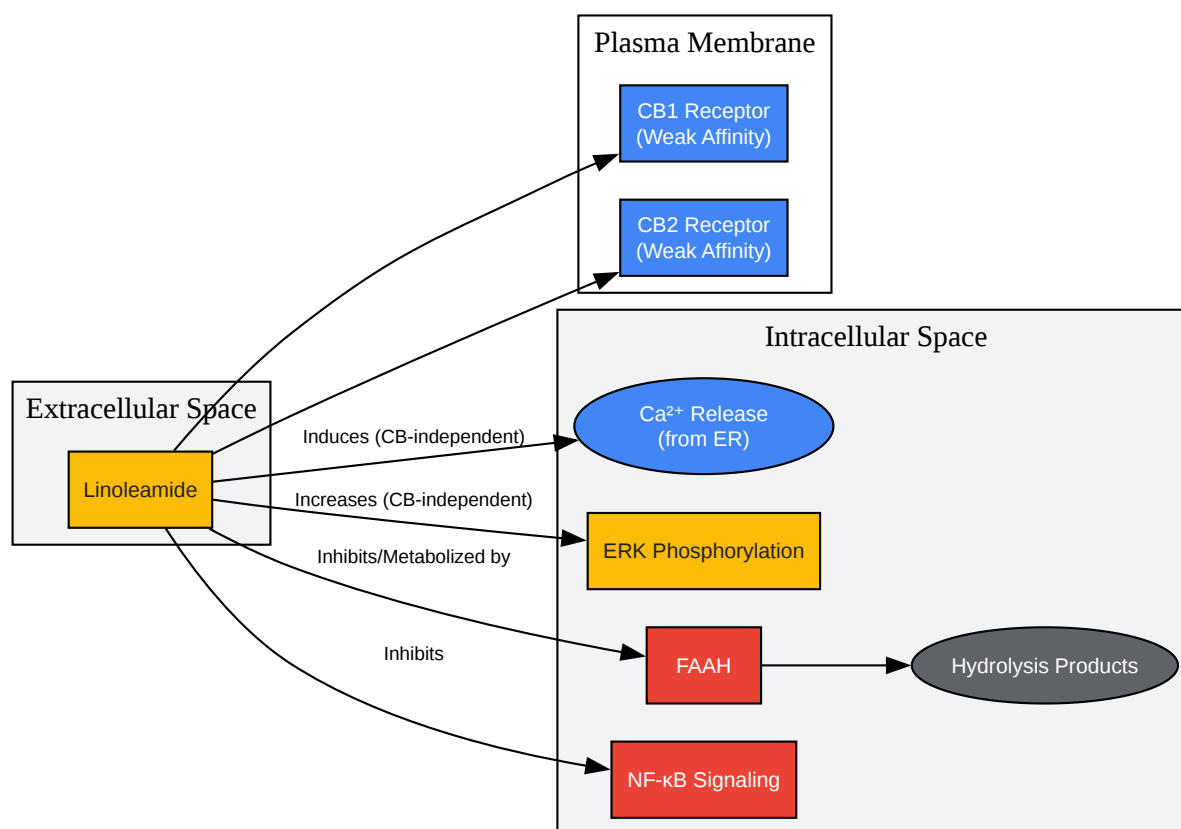 Plasma Membrane
CB1 Receptor
(Weak Affinity)
CB2 Receptor
(Weak Affinity)
Intracellular Space
Extracellular Space
Linoleamide
Induces (CB-independent)
Ca²⁺ Release
(from ER)
Increases (CB-independent)
ERK Phosphorylation
Inhibits/Metabolized by
FAAH
Hydrolysis Products
Inhibits
NF-κB Signaling